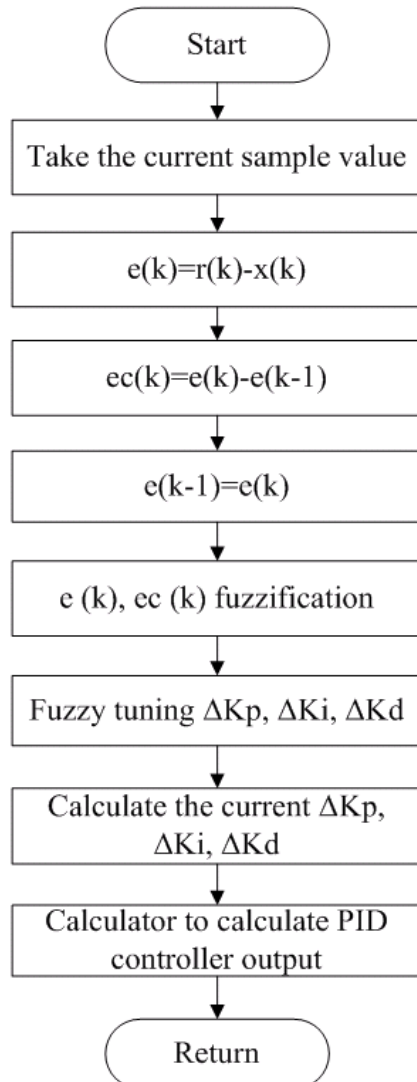 Start
Take the current sample value
e(k)=r(k)-x(k)
ec(k)=e(k)-e(k-1)
e(k-1)=e(k)
e (k), ec (k) fuzzification
Fuzzy tuning ΔKp, ΔKi, ΔKd
Calculate the current ΔKp,
ΔKi, ΔKd
Calculator to calculate PID
controller output
Return